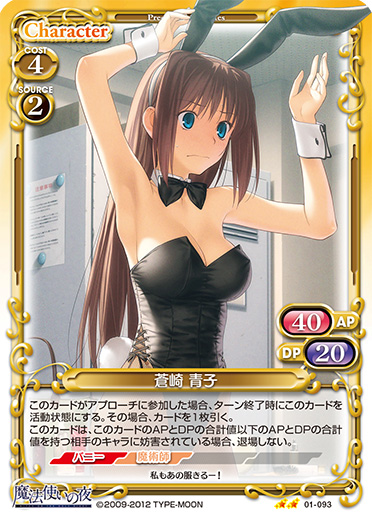 Character
COST
4
SOURCE
2
40 AP
DP 20
蒼崎 青子
このカードがアプローチに参加した場合、ターン終了時にこのカードを
活動状態にする。その場合、カードを1枚引く。
このカードは、このカードのAPとDPの合計値以下のAPとDPの合計
値を持つ相手のキャラに妨害されている場合、退場しない。
バニー 魔術師
私もあの服きるー！
魔法使いの夜 ©2009-2012 TYPE-MOON 01-093